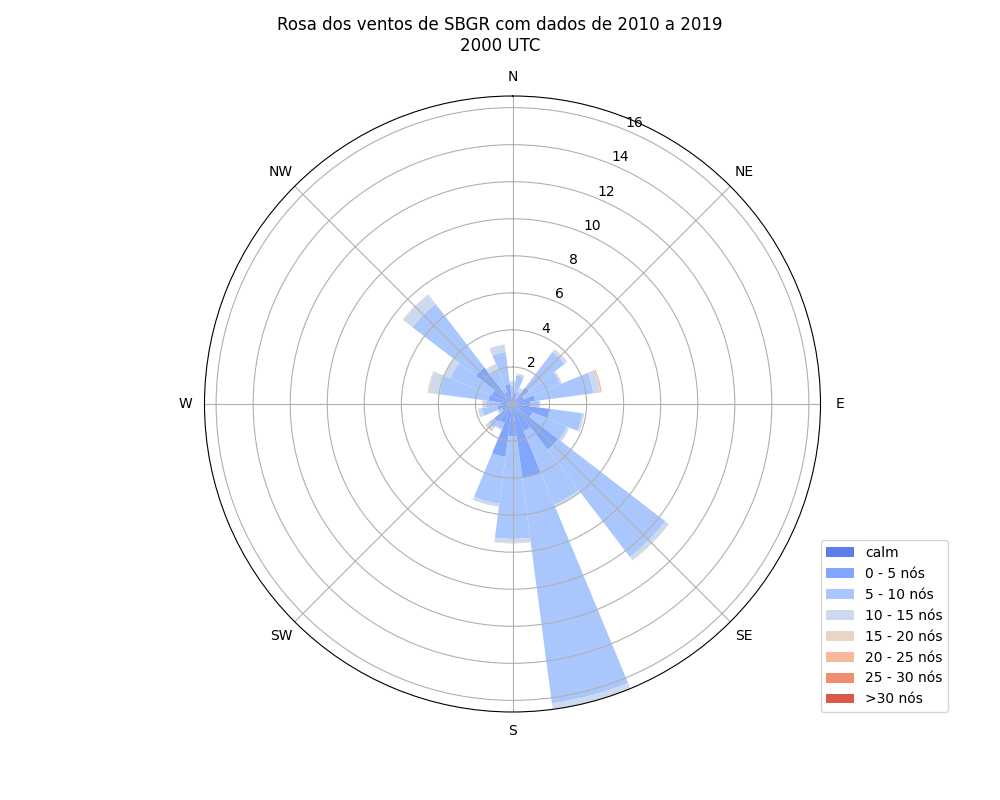 Rosa dos ventos de SBGR com dados de 2010 a 2019
2000 UTC
N
NW
NE
16
14
12
10
8
6
4
2
W
E
SW
SE
S
calm
0 - 5 nós
5 - 10 nós
10 - 15 nós
15 - 20 nós
20 - 25 nós
25 - 30 nós
>30 nós